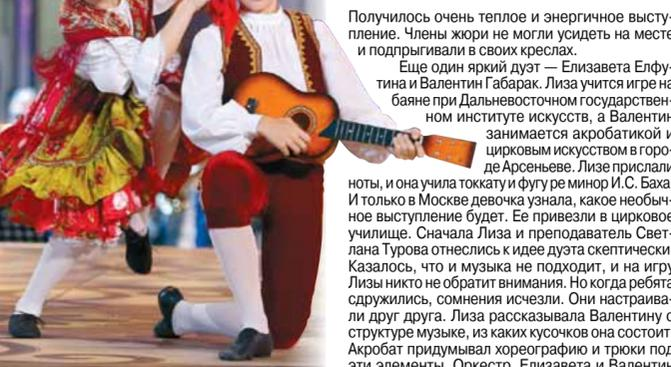 Получилось очень теплое и энергичное высту-
пление. Члены жюри не могли усидеть на месте
и подпрыгивали в своих креслах.
Еще один яркий дуэт — Елизавета Елфу-
тина и Валентин Габарак. Лиза учится игре на
баяне при Дальневосточном государствен-
ном институте искусств, а Валентин
занимается акробатикой и
цирковым искусством в горо-
де Арсеньеве. Лизе прислали
ноты, и она учила токкату и фугу ре минор И.С. Баха.
И только в Москве девочка узнала, какое необыч-
ное выступление будет. Ее привезли в цирковое
училище. Сначала Лиза и преподаватель Свет-
лана Турова отнеслись к идее дуэта скептически.
Казалось, что и музыка не подходит, и на игру
Лизы никто не обратит внимания. Но когда ребята
сдружились, сомнения исчезли. Они настраива-
ли друг друга. Лиза рассказывала Валентину о
структуре музыке, из каких кусочков она состоит.
Акробат придумывал хореографию и трюки под
эти элементы. Оркестр, Елизавета и Валентин